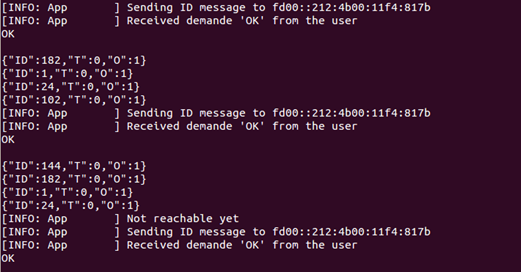 [INFO: App       ] Sending ID message to fd00::212:4b00:11f4:817b
[INFO: App       ] Received demande 'OK' from the user
OK

{"ID":182,"T":0,"O":1}
{"ID":1,"T":0,"O":1}
{"ID":24,"T":0,"O":1}
{"ID":102,"T":0,"O":1}
[INFO: App       ] Sending ID message to fd00::212:4b00:11f4:817b
[INFO: App       ] Received demande 'OK' from the user
OK

{"ID":144,"T":0,"O":1}
{"ID":182,"T":0,"O":1}
{"ID":1,"T":0,"O":1}
{"ID":24,"T":0,"O":1}
[INFO: App       ] Not reachable yet
[INFO: App       ] Sending ID message to fd00::212:4b00:11f4:817b
[INFO: App       ] Received demande 'OK' from the user
OK